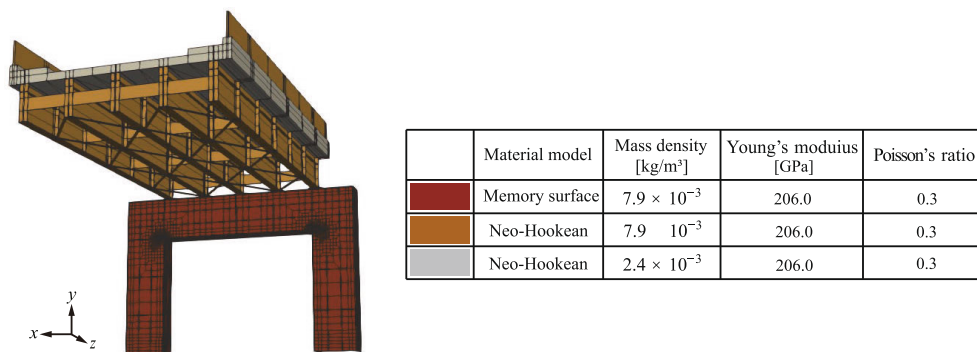 Material model Mass density [kg/m³] Young's moduius [GPa] Poisson's ratio
Memory surface 7.9 × 10⁻³ 206.0 0.3
Neo-Hookean 7.9 10⁻³ 206.0 0.3
Neo-Hookean 2.4 × 10⁻³ 206.0 0.3
y
x
z